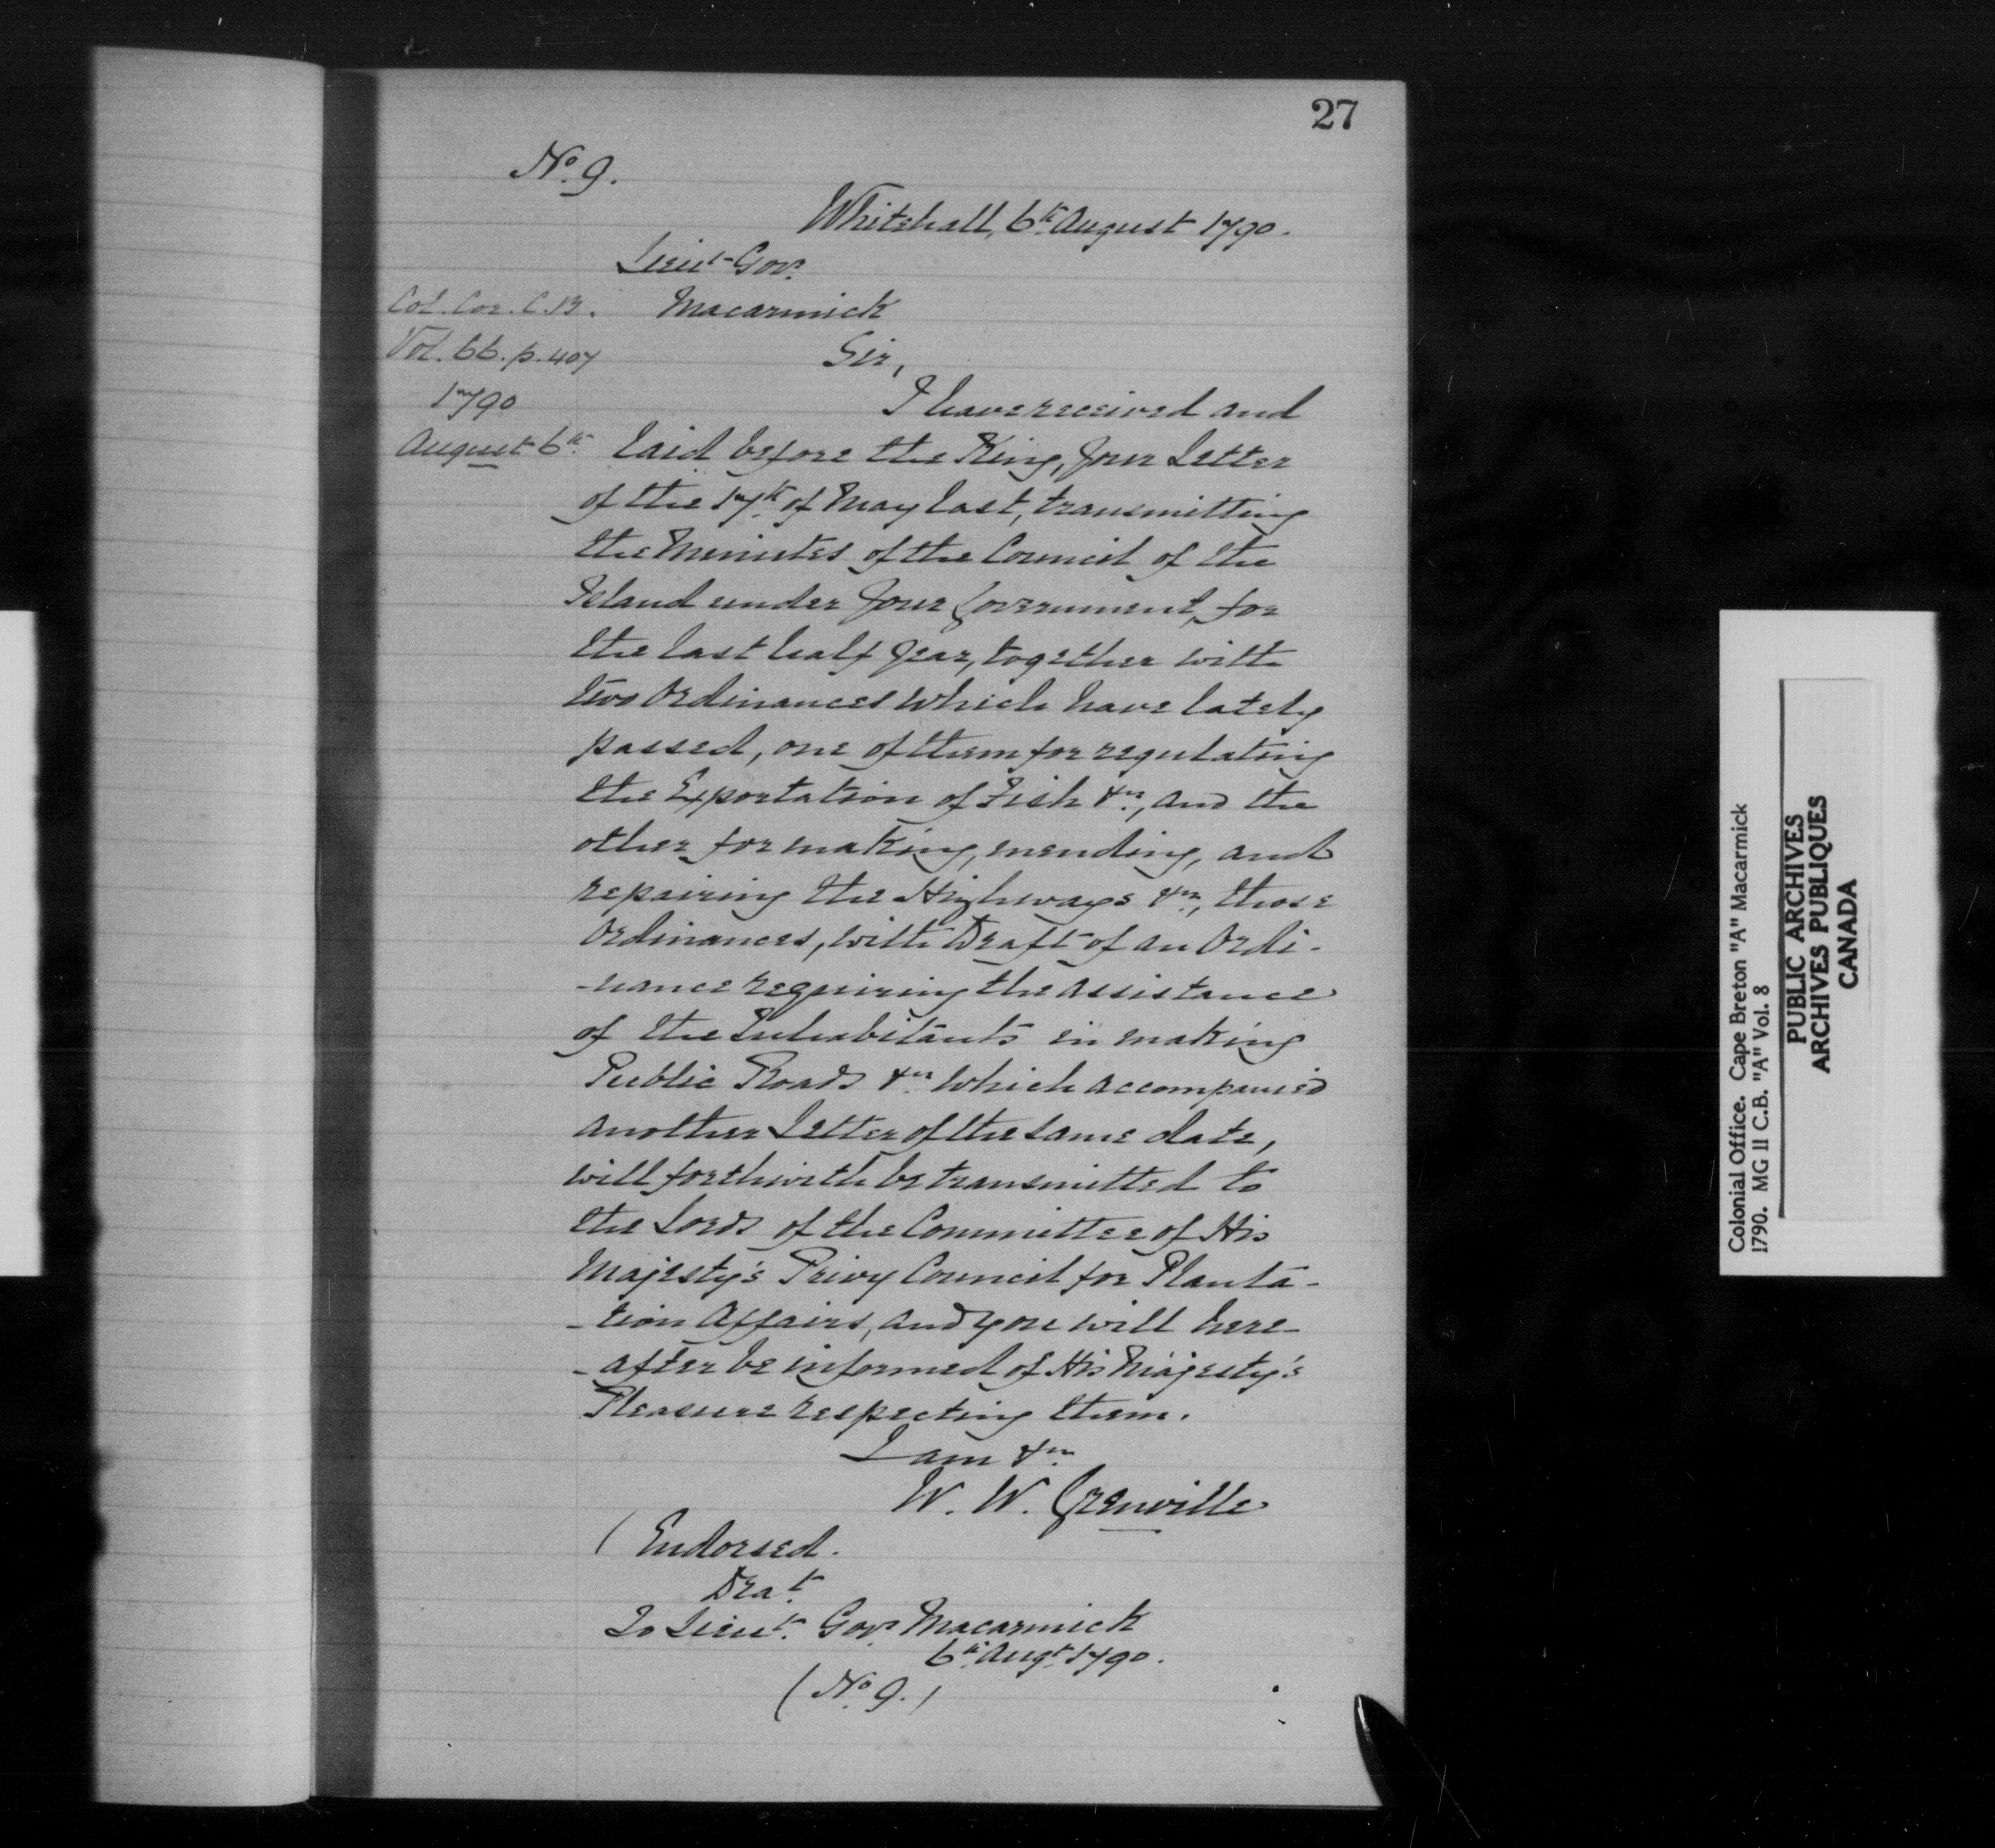 27
No. 9.
Whitehall, 6th August 1790.
Lieut Govr
Macarmick
Col. Cor. C.B.
Vol. 66. p. 407
1790
August 6th
Sir,
I have received and
laid before the King, Your Letter
of the 17th of May last, transmitting
the Minutes of the Council of the
Island under Your Government, for
the last half Year, together with
two Ordinances which have lately
passed, one of them for regulating
the Exportation of Fish &ca, and the
other for making, mending, and
repairing the Highways &ca, those
Ordinances, with Draft of an Ordi-
-nance requiring the assistance
of the Inhabitants in making
Public Roads &ca which accompanied
another Letter of the same date,
will forthwith be transmitted to
the Lords of the Committee of His
Majesty's Privy Council for Planta-
-tion Affairs, and you will here-
-after be informed of His Majesty's
Pleasure respecting them.
I am &ca
W. W. Grenville
(Endorsed.
Drat
To Lieut. Govr Macarmick
6th Augt 1790.
(No. 9.)
Colonial Office. Cape Breton "A" Macarmick
1790. MG II C.B. "A" Vol. 8
PUBLIC ARCHIVES
ARCHIVES PUBLIQUES
CANADA